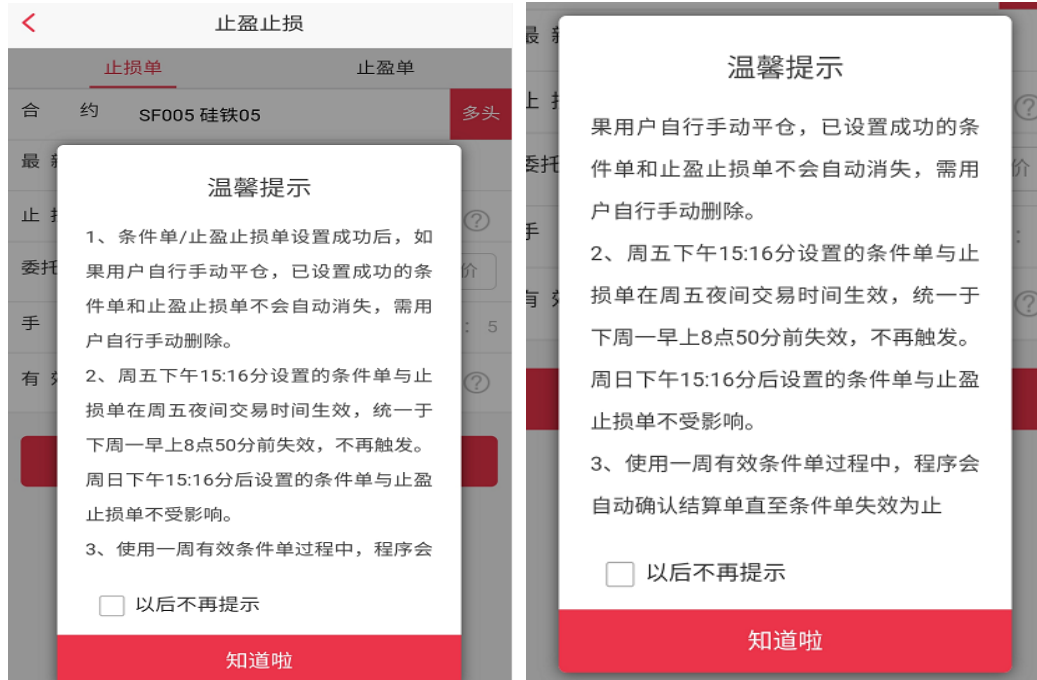 止盈止损
止损单
止盈单
合 约
SF005 硅铁05
多头
最
止
委托
价
手
: 5
有
温馨提示
1、条件单/止盈止损单设置成功后，如
果用户自行手动平仓，已设置成功的条
件单和止盈止损单不会自动消失，需用
户自行手动删除。
2、周五下午15:16分设置的条件单与止
损单在周五夜间交易时间生效，统一于
下周一早上8点50分前失效，不再触发。
周日下午15:16分后设置的条件单与止盈
止损单不受影响。
3、使用一周有效条件单过程中，程序会
以后不再提示
知道啦
最
委托
价
手
:
有
温馨提示
果用户自行手动平仓，已设置成功的条
件单和止盈止损单不会自动消失，需用
户自行手动删除。
2、周五下午15:16分设置的条件单与止
损单在周五夜间交易时间生效，统一于
下周一早上8点50分前失效，不再触发。
周日下午15:16分后设置的条件单与止盈
止损单不受影响。
3、使用一周有效条件单过程中，程序会
自动确认结算单直至条件单失效为止
以后不再提示
知道啦